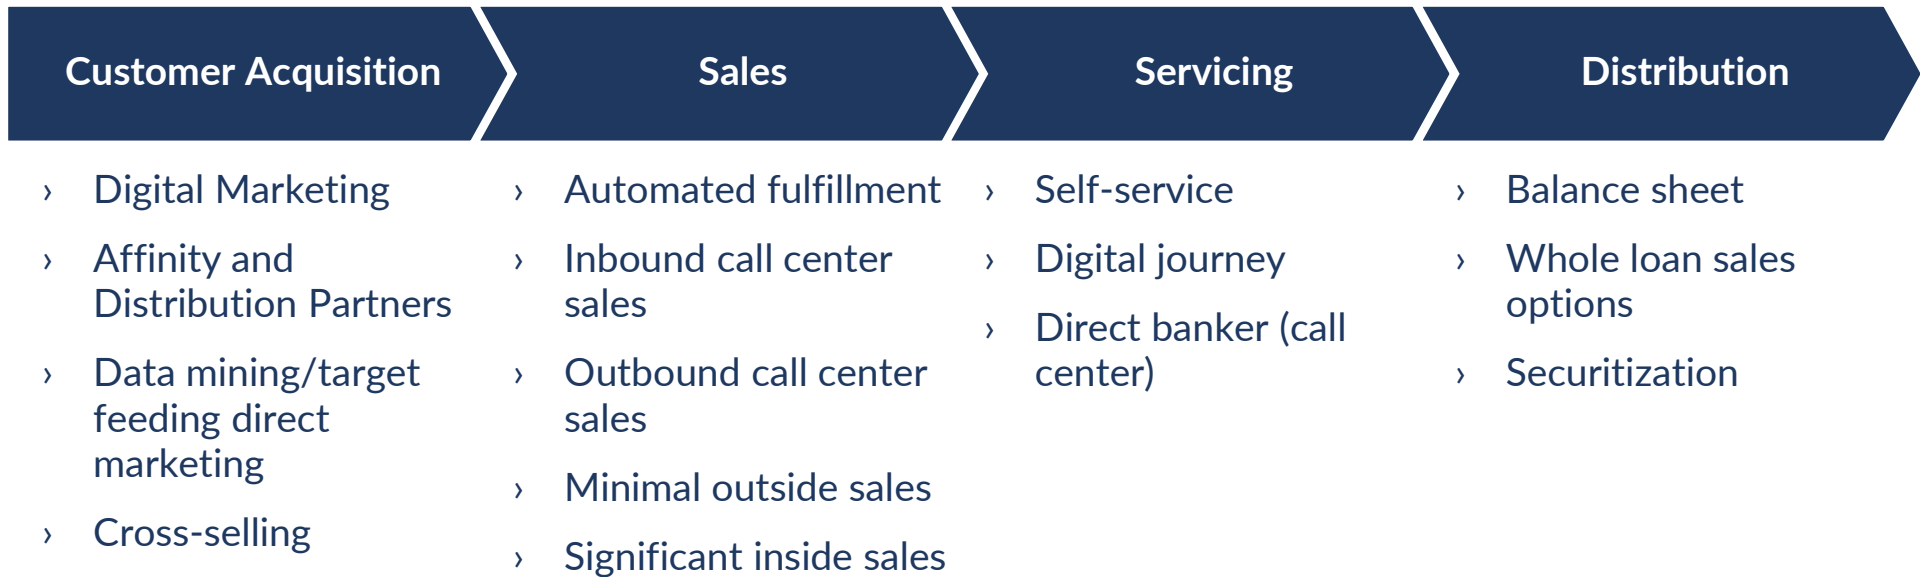 Customer Acquisition
› Digital Marketing
› Affinity and
Distribution Partners
› Data mining/target
feeding direct
marketing
› Cross-selling
Sales
› Automated fulfillment
› Inbound call center
sales
› Outbound call center
sales
› Minimal outside sales
› Significant inside sales
Servicing
› Self-service
› Digital journey
› Direct banker (call
center)
Distribution
› Balance sheet
› Whole loan sales
options
› Securitization